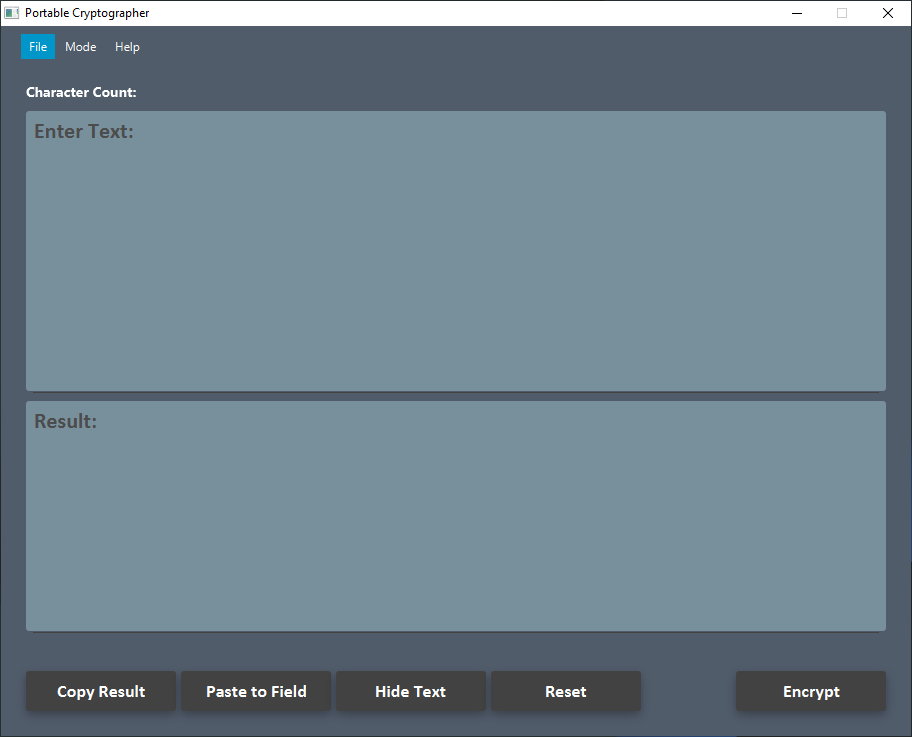 Portable Cryptographer
File Mode Help
Character Count:
Enter Text:
Result:
Copy Result Paste to Field Hide Text Reset Encrypt